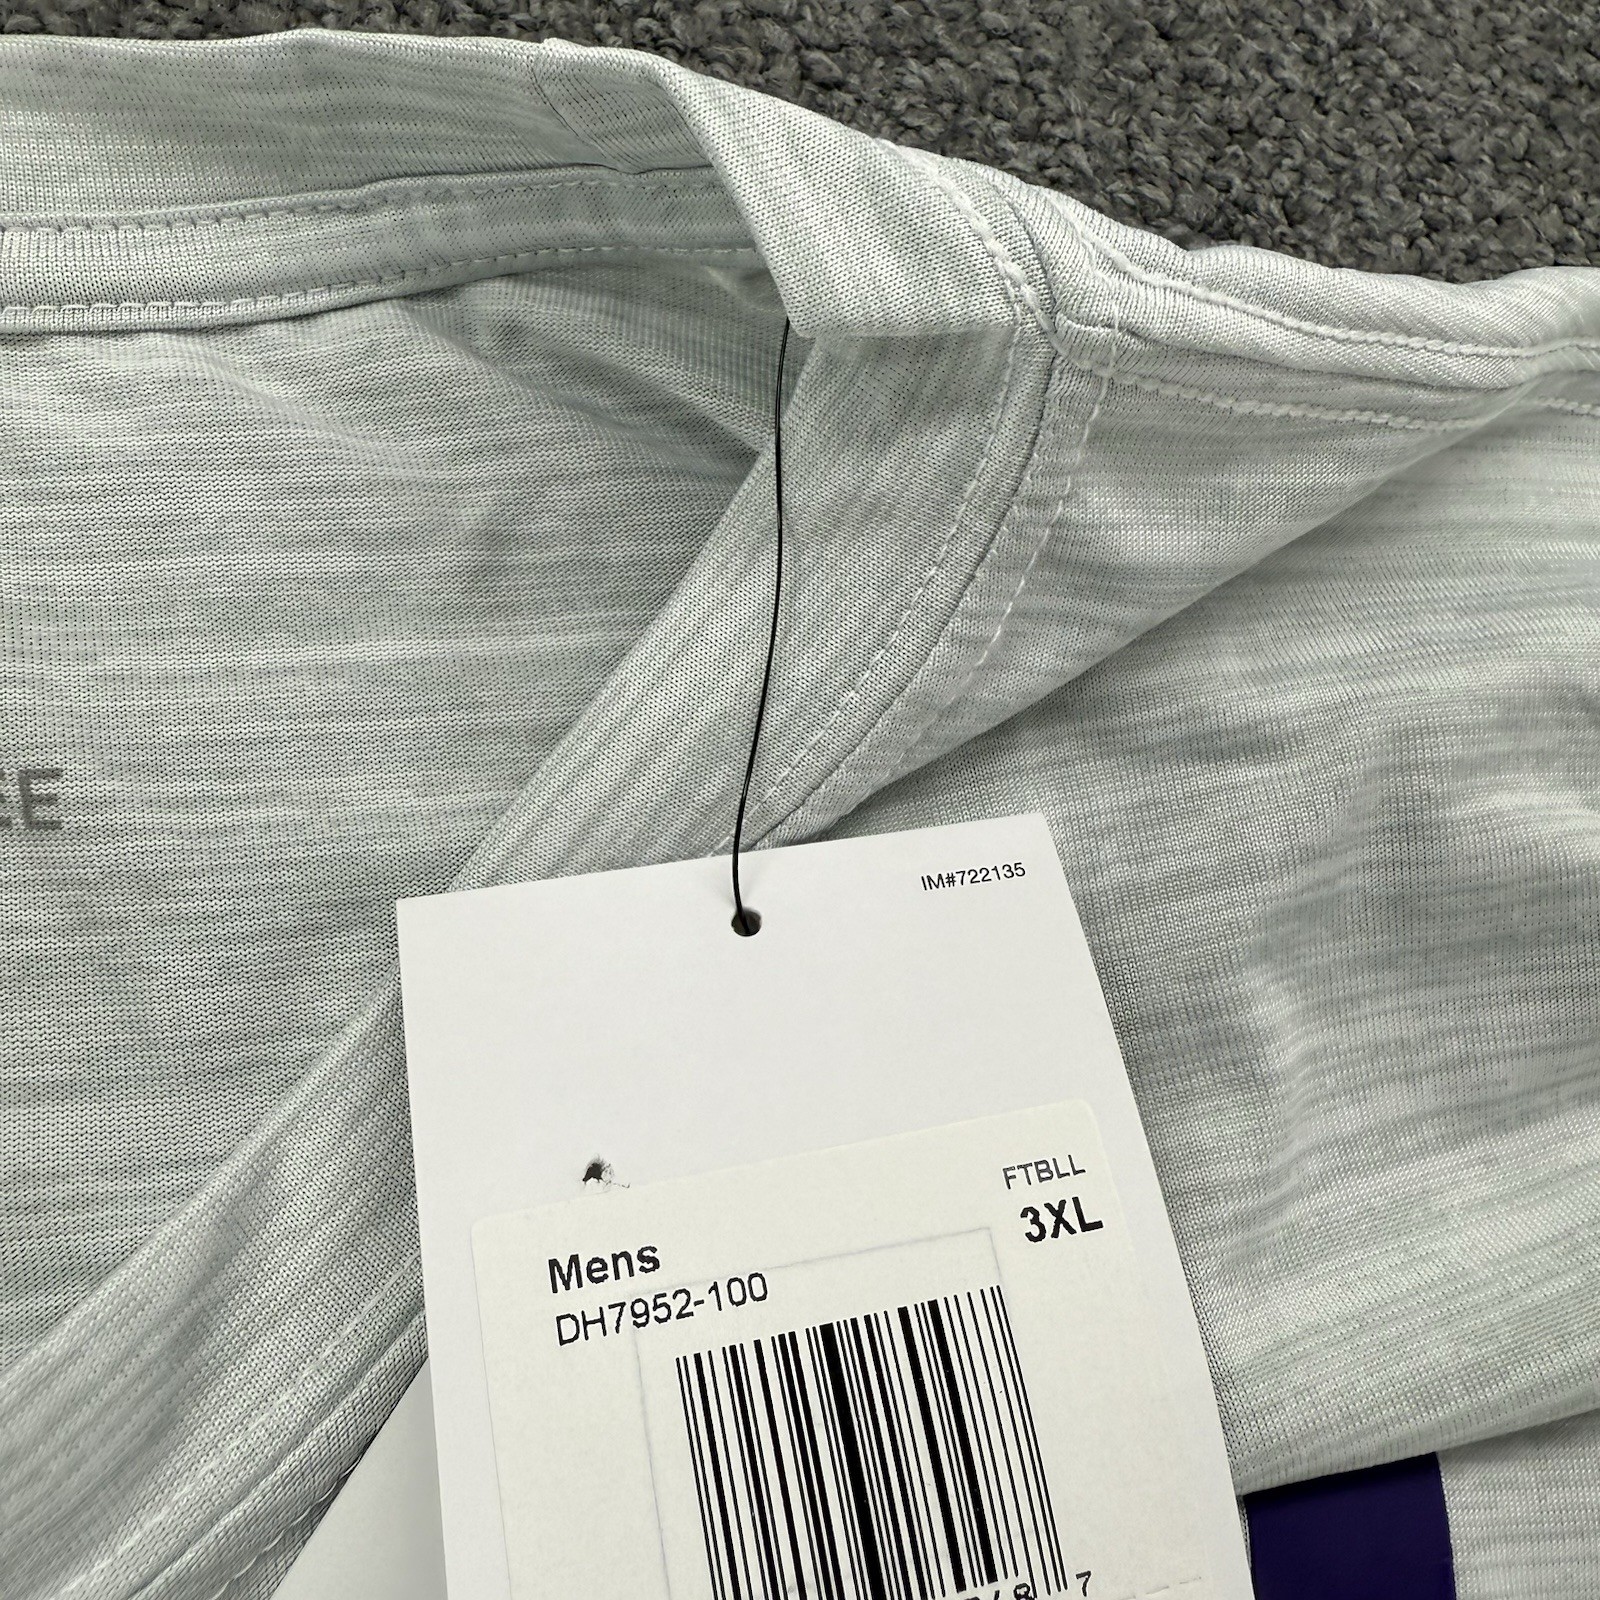 IM#722135
FTBLL
3XL
Mens
DH7952-100